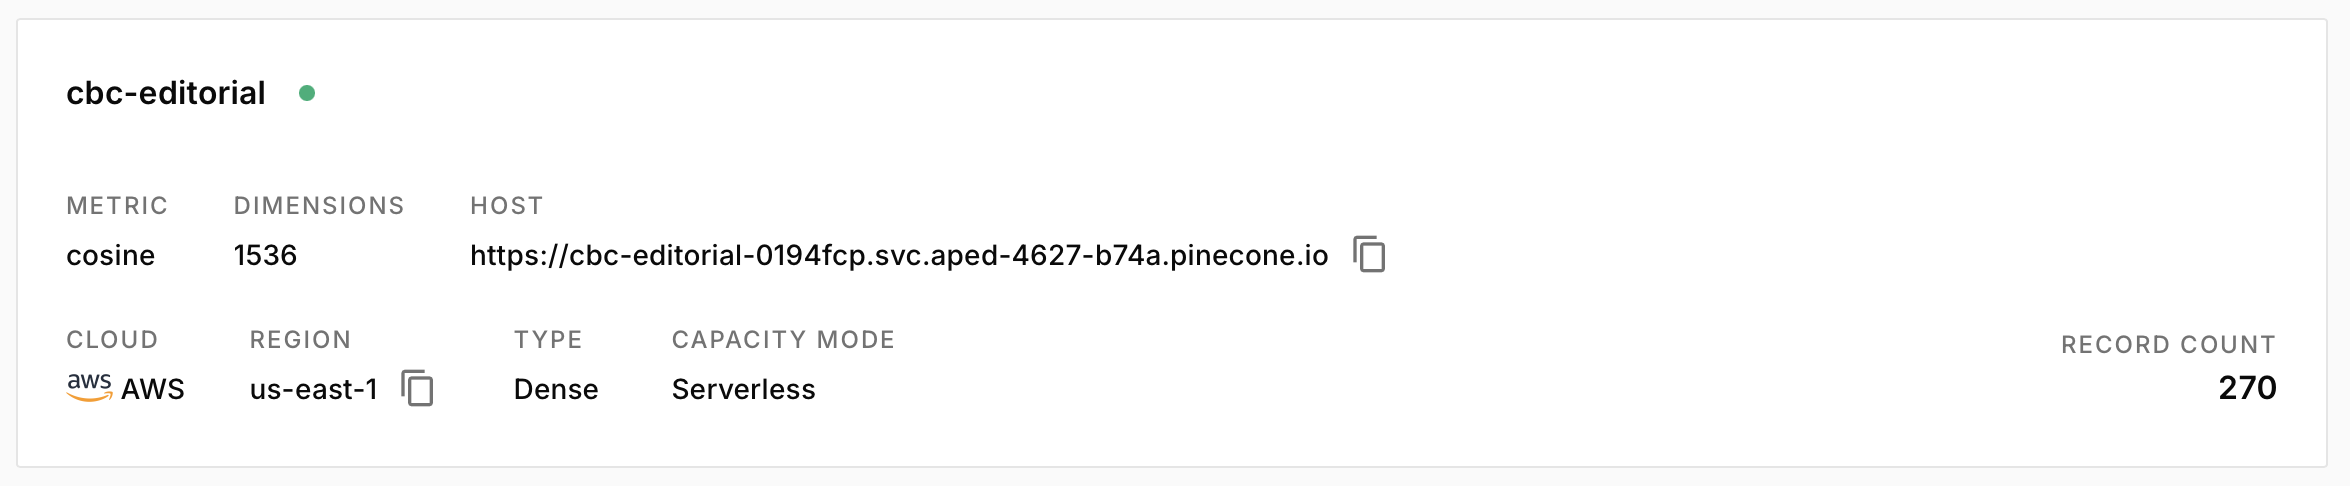 cbc-editorial
METRIC DIMENSIONS HOST
cosine 1536 https://cbc-editorial-0194fcp.svc.aped-4627-b74a.pinecone.io
CLOUD REGION TYPE CAPACITY MODE RECORD COUNT
aws AWS us-east-1 Dense Serverless 270